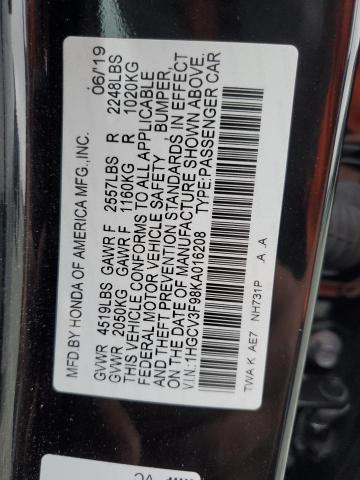 MFD.BY HONDA OF AMERICA MFG.,INC. 06/19
GVWR 4519LBS GAWR F 2557LBS R 2248LBS
GVWR 2050KG GAWR F 1160KG R 1020KG
THIS VEHICLE CONFORMS TO ALL APPLICABLE
FEDERAL MOTOR VEHICLE SAFETY , BUMPER,
AND THEFT PREVENTION STANDARDS IN EFFECT
ON THE DATE OF MANUFACTURE SHOWN ABOVE.
VIN:1HGCV3F98KA016208 TYPE:PASSENGER CAR
TWA K AE7 NH731P .A .A
VC